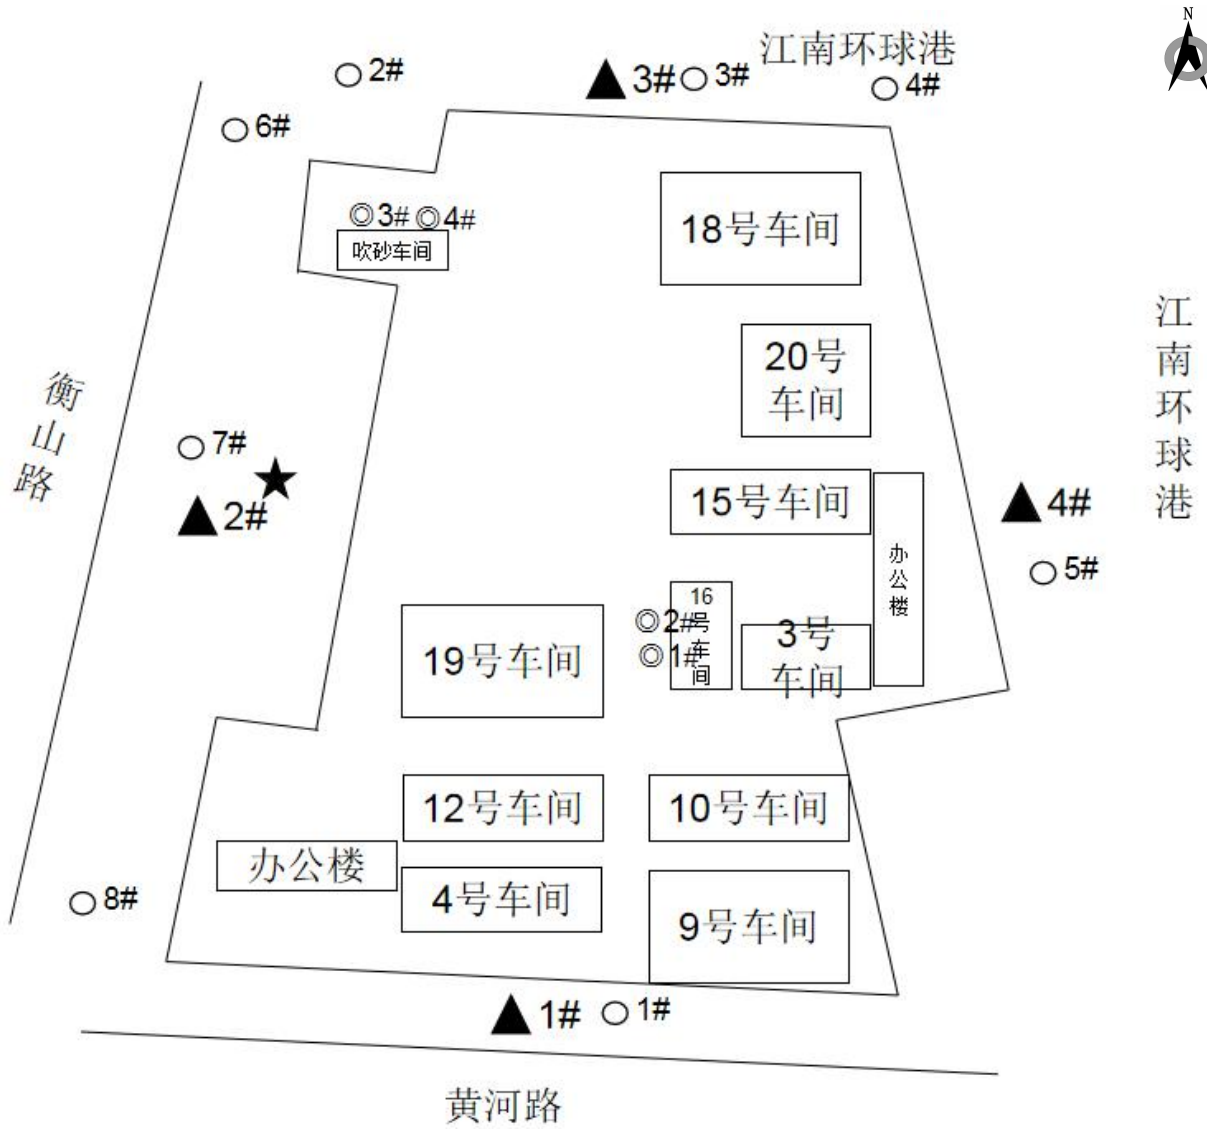 N
江南环球港
○2#
▲3#○3#
○4#
○6#
◎3#◎4#
吹砂车间
18号车间
20号
车间
江南环球港
衡山路
○7#
★
▲2#
15号车间
▲4#
办公楼
○5#
16号车间
◎2#
◎1#
3号
车间
19号车间
12号车间
10号车间
办公楼
4号车间
9号车间
○8#
▲1#○1#
黄河路